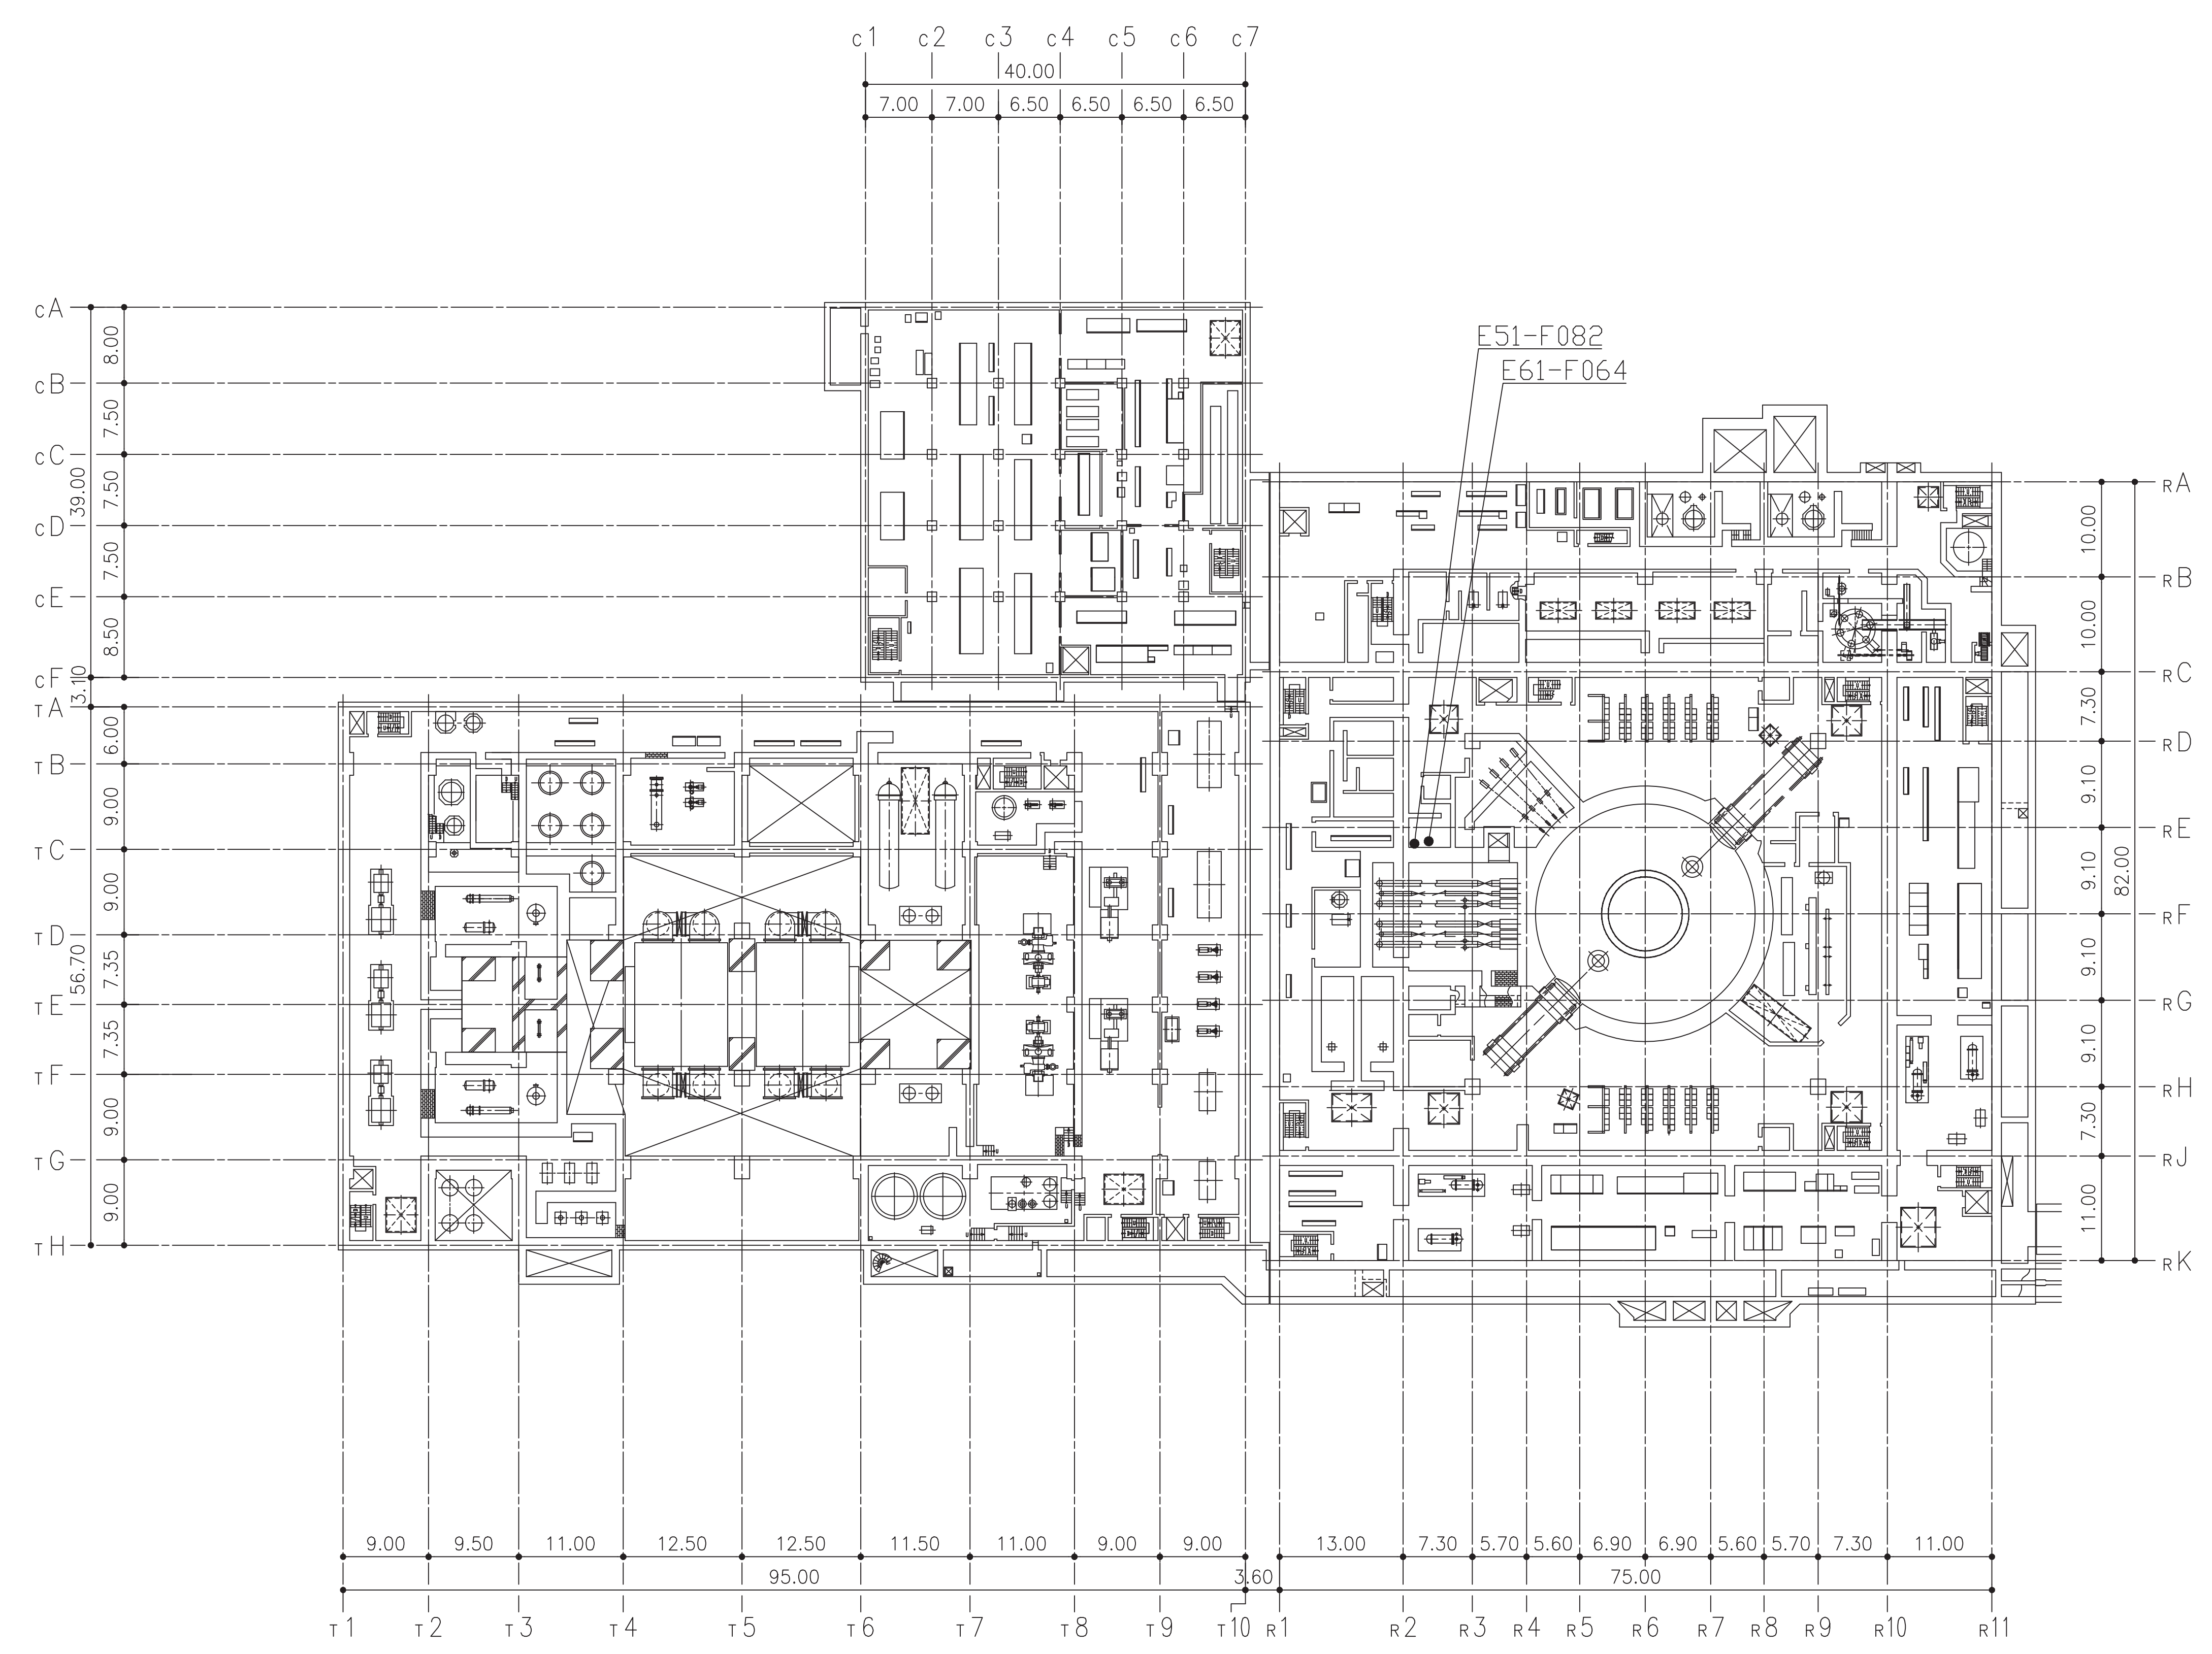 c1 c2 c3 c4 c5 c6 c7
40.00
7.00 7.00 6.50 6.50 6.50 6.50
cA
cB
cC
cD
cE
cF
8.00
7.50
7.50
7.50
8.50
39.00
3.10
TA
TB
TC
TD
TE
TF
TG
TH
6.00
9.00
9.00
7.35
7.35
9.00
9.00
56.70
E51-F082
E61-F064
RA
RB
RC
RD
RE
RF
RG
RH
RJ
RK
10.00
10.00
7.30
9.10
9.10
9.10
9.10
7.30
11.00
82.00
9.00 9.50 11.00 12.50 12.50 11.50 11.00 9.00 9.00 13.00 7.30 5.70 5.60 6.90 6.90 5.60 5.70 7.30 11.00
95.00 3.60 75.00
T1 T2 T3 T4 T5 T6 T7 T8 T9 T10 R1 R2 R3 R4 R5 R6 R7 R8 R9 R10 R11